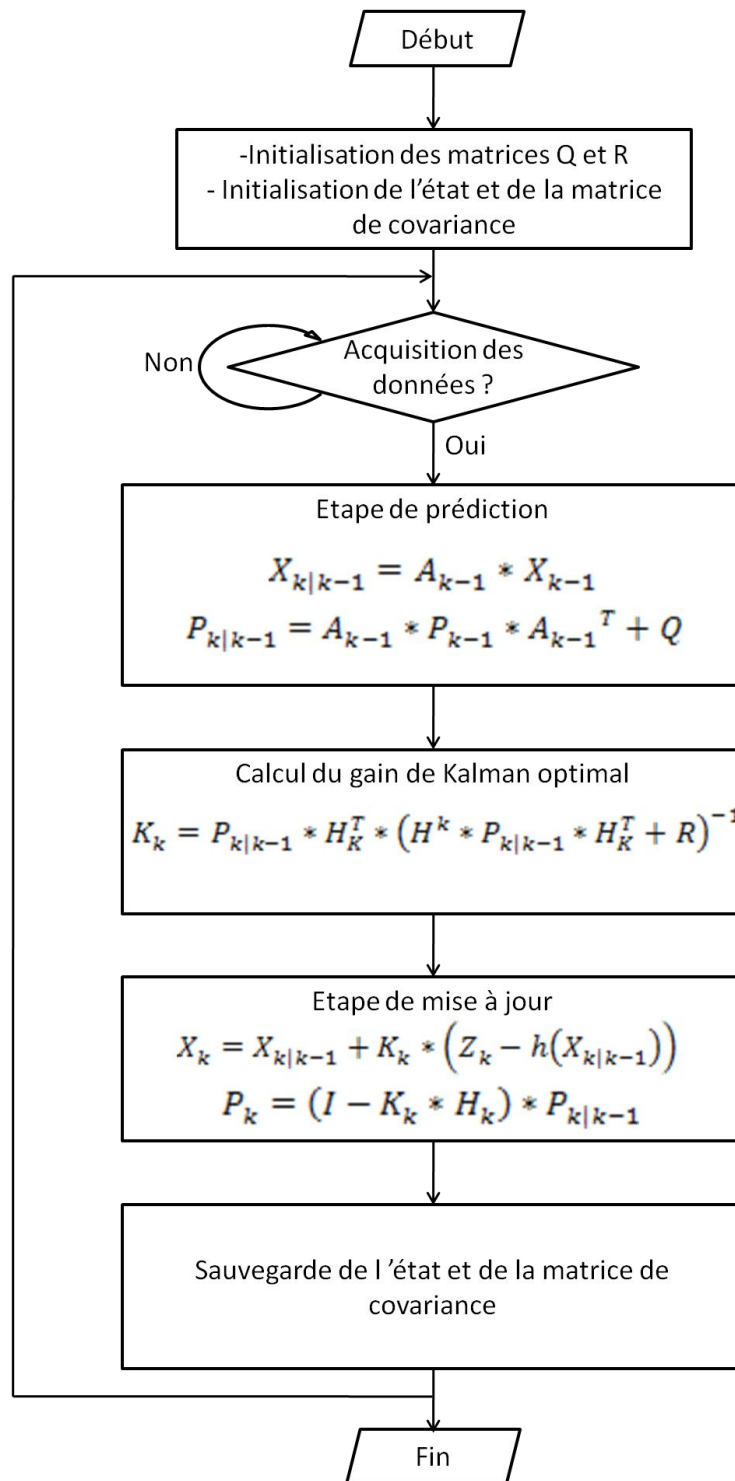 Début
-Initialisation des matrices Q et R
- Initialisation de l'état et de la matrice
de covariance
Acquisition des
données ?
Non
Oui
Etape de prédiction
X_{k|k-1} = A_{k-1} * X_{k-1}
P_{k|k-1} = A_{k-1} * P_{k-1} * A_{k-1}^T + Q
Calcul du gain de Kalman optimal
K_k = P_{k|k-1} * H_K^T * (H^k * P_{k|k-1} * H_K^T + R)^{-1}
Etape de mise à jour
X_k = X_{k|k-1} + K_k * (Z_k − h(X_{k|k-1}))
P_k = (I − K_k * H_k) * P_{k|k-1}
Sauvegarde de l 'état et de la matrice de
covariance
Fin